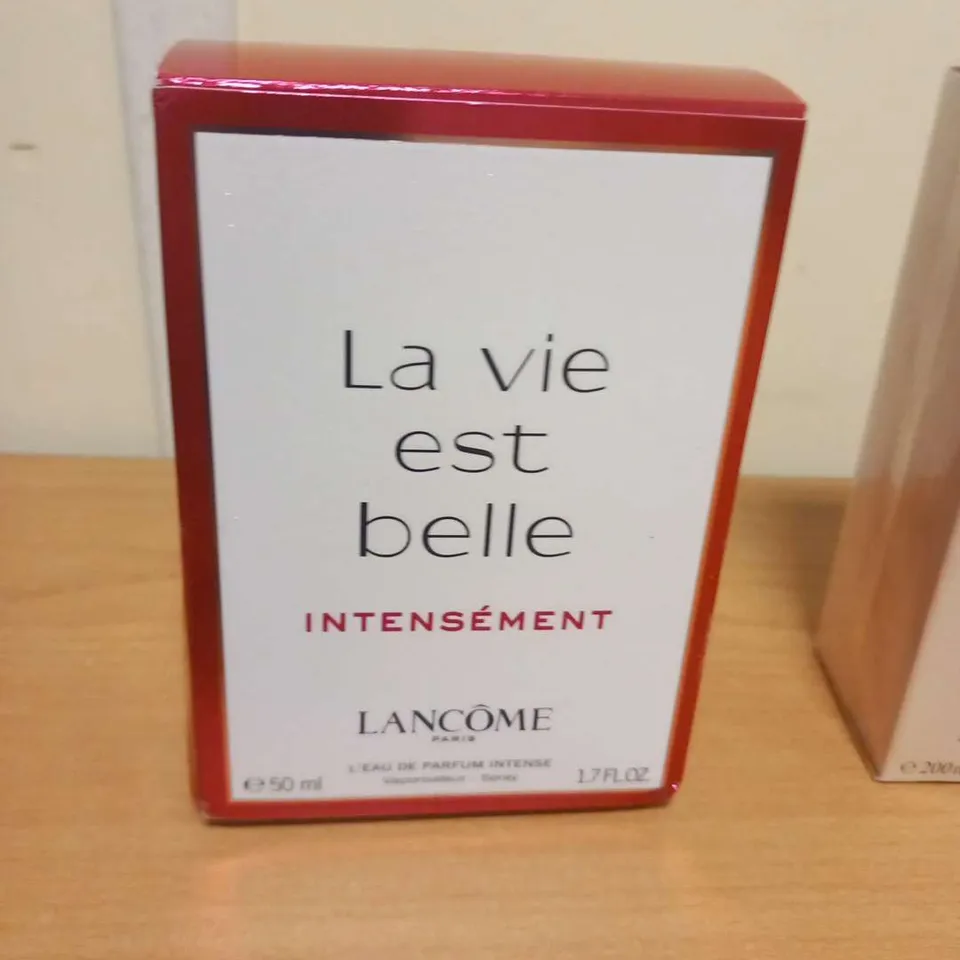 La vie
est
belle
INTENSÉMENT
LANCÔME
PARIS
L'EAU DE PARFUM INTENSE
Vaporisateur Spray
℮50 ml 1.7 FL.OZ
℮200